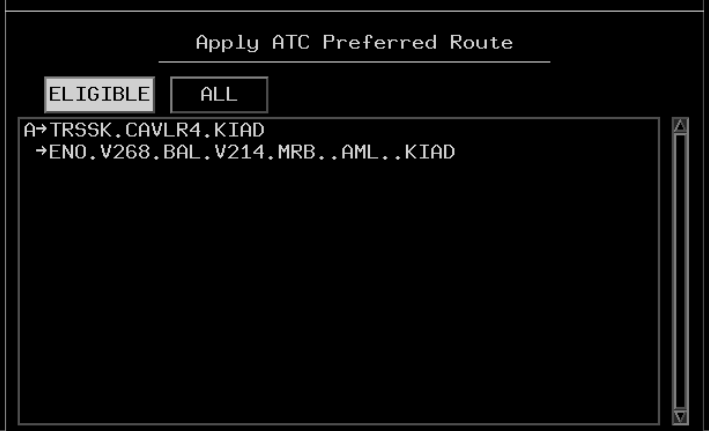 Apply ATC Preferred Route
ELIGIBLE ALL
A→TRSSK.CAVLR4.KIAD
→ENO.V268.BAL.V214.MRB..AML..KIAD